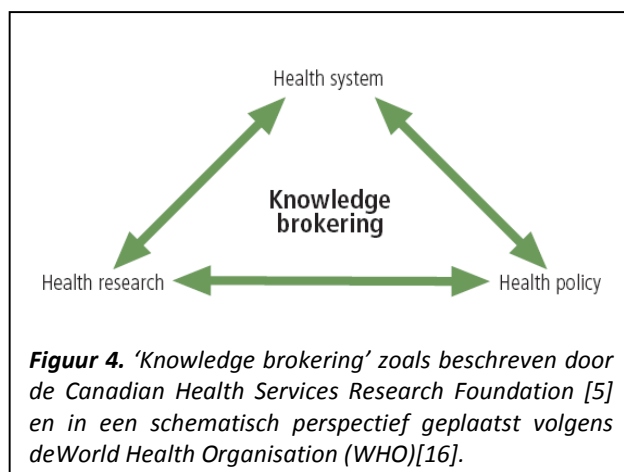 Health system
Knowledge
brokering
Health research
Health policy
Figuur 4. ‘Knowledge brokering’ zoals beschreven door
de Canadian Health Services Research Foundation [5]
en in een schematisch perspectief geplaatst volgens
deWorld Health Organisation (WHO)[16].